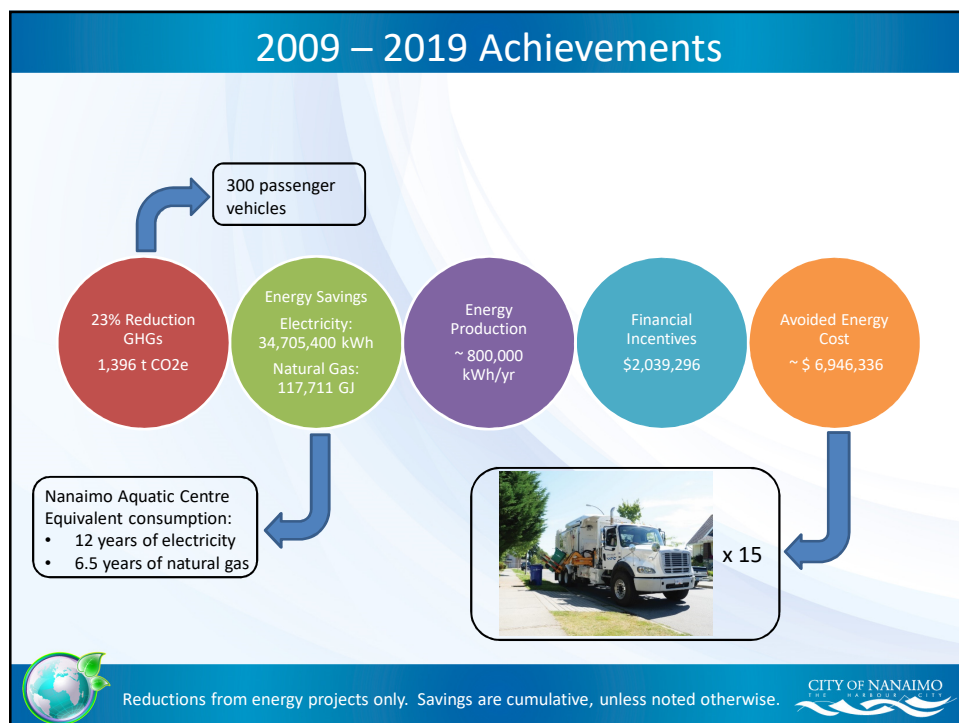 2009 – 2019 Achievements
300 passenger
vehicles
23% Reduction
GHGs
1,396 t CO2e
Energy Savings
Electricity:
34,705,400 kWh
Natural Gas:
117,711 GJ
Energy
Production
~ 800,000
kWh/yr
Financial
Incentives
$2,039,296
Avoided Energy
Cost
~ $ 6,946,336
Nanaimo Aquatic Centre
Equivalent consumption:
• 12 years of electricity
• 6.5 years of natural gas
x 15
Reductions from energy projects only. Savings are cumulative, unless noted otherwise.
CITY OF NANAIMO
THE HARBOUR CITY